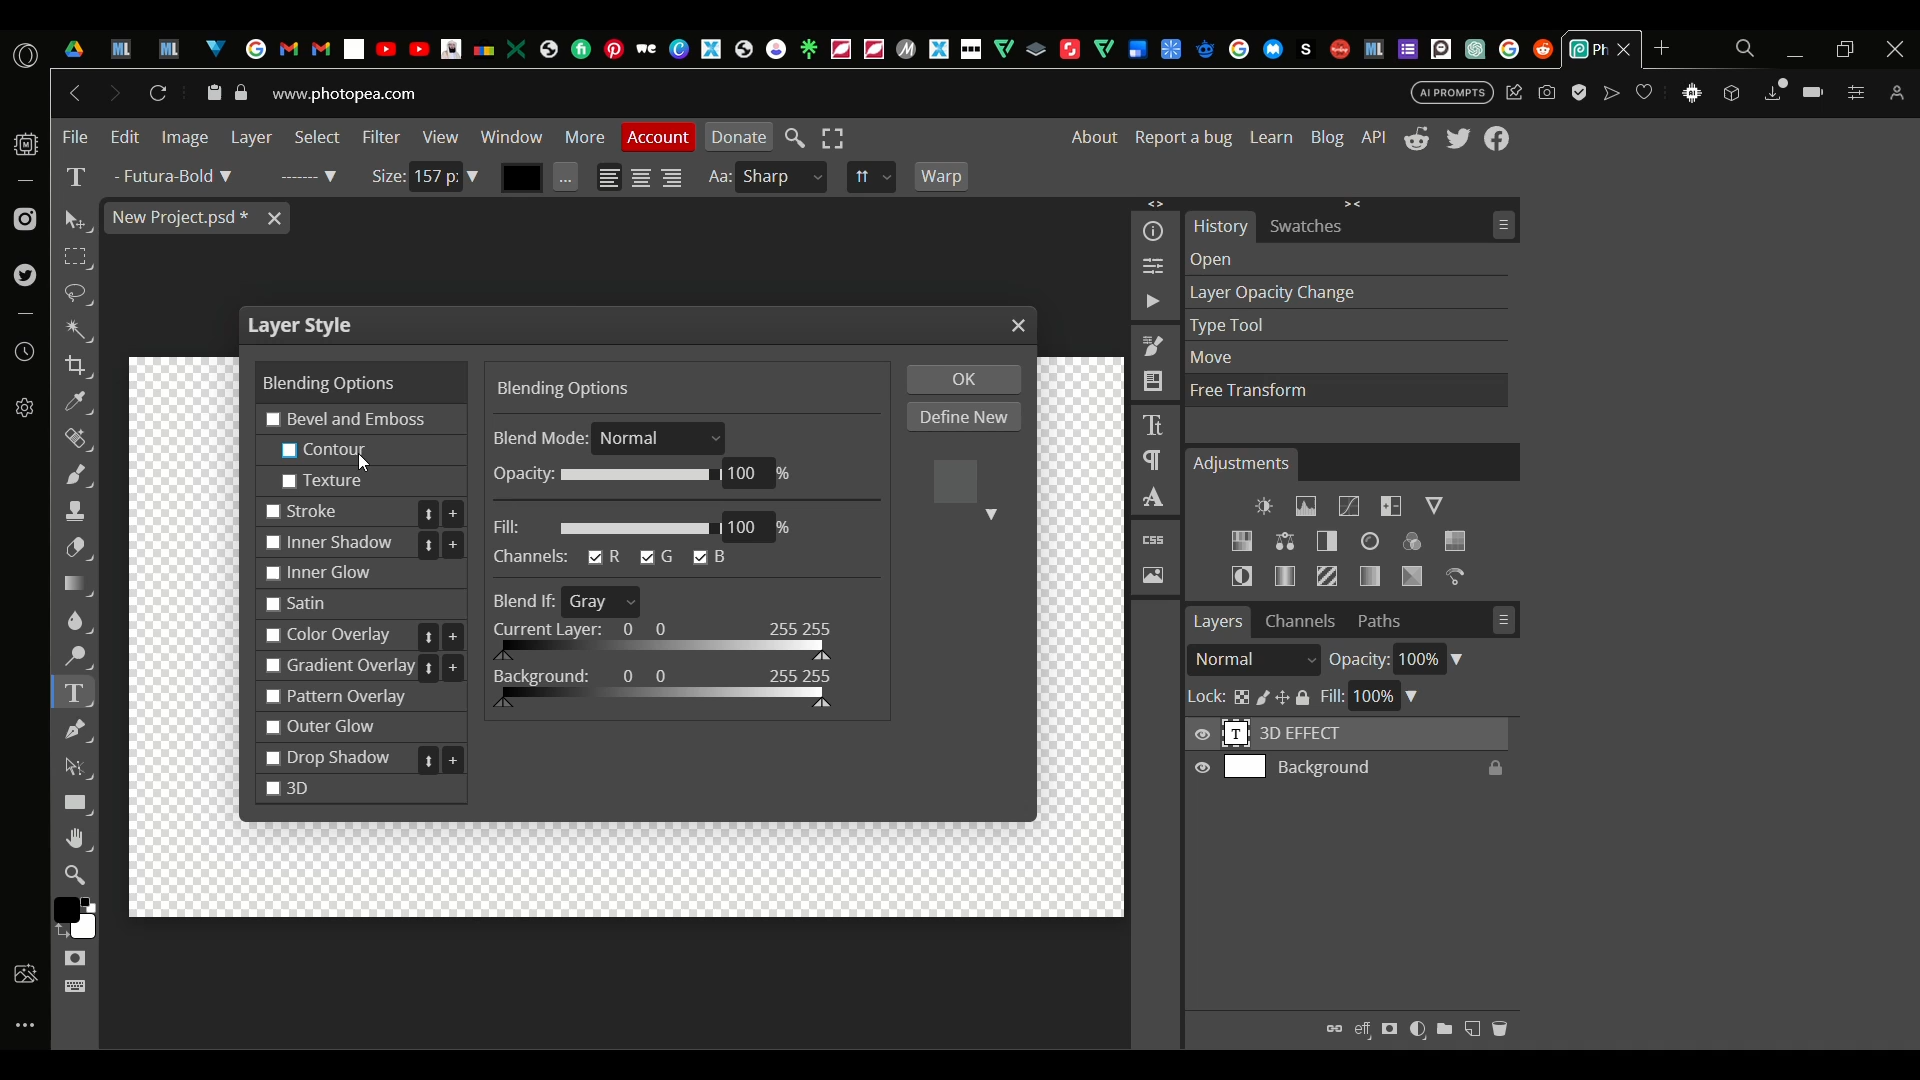 Ph
www.photopea.com
AI PROMPTS
File Edit Image Layer Select Filter View Window More Account Donate
About Report a bug Learn Blog API
- Futura-Bold ▼ ------- ▼ Size: 157 p: ▼ ... Aa: Sharp Warp
New Project.psd *
History Swatches
Open
Layer Opacity Change
Type Tool
Move
Free Transform
Layer Style
Blending Options
Bevel and Emboss
Contour
Texture
Stroke +
Inner Shadow +
Inner Glow
Satin
Color Overlay +
Gradient Overlay +
Pattern Overlay
Outer Glow
Drop Shadow +
3D
Blending Options
Blend Mode: Normal
Opacity: 100 %
Fill: 100 %
Channels: R G B
Blend If: Gray
Current Layer: 0 0 255 255
Background: 0 0 255 255
OK
Define New
CSS
Adjustments
Layers Channels Paths
Normal Opacity: 100% ▼
Lock: Fill: 100% ▼
T 3D EFFECT
Background
eff